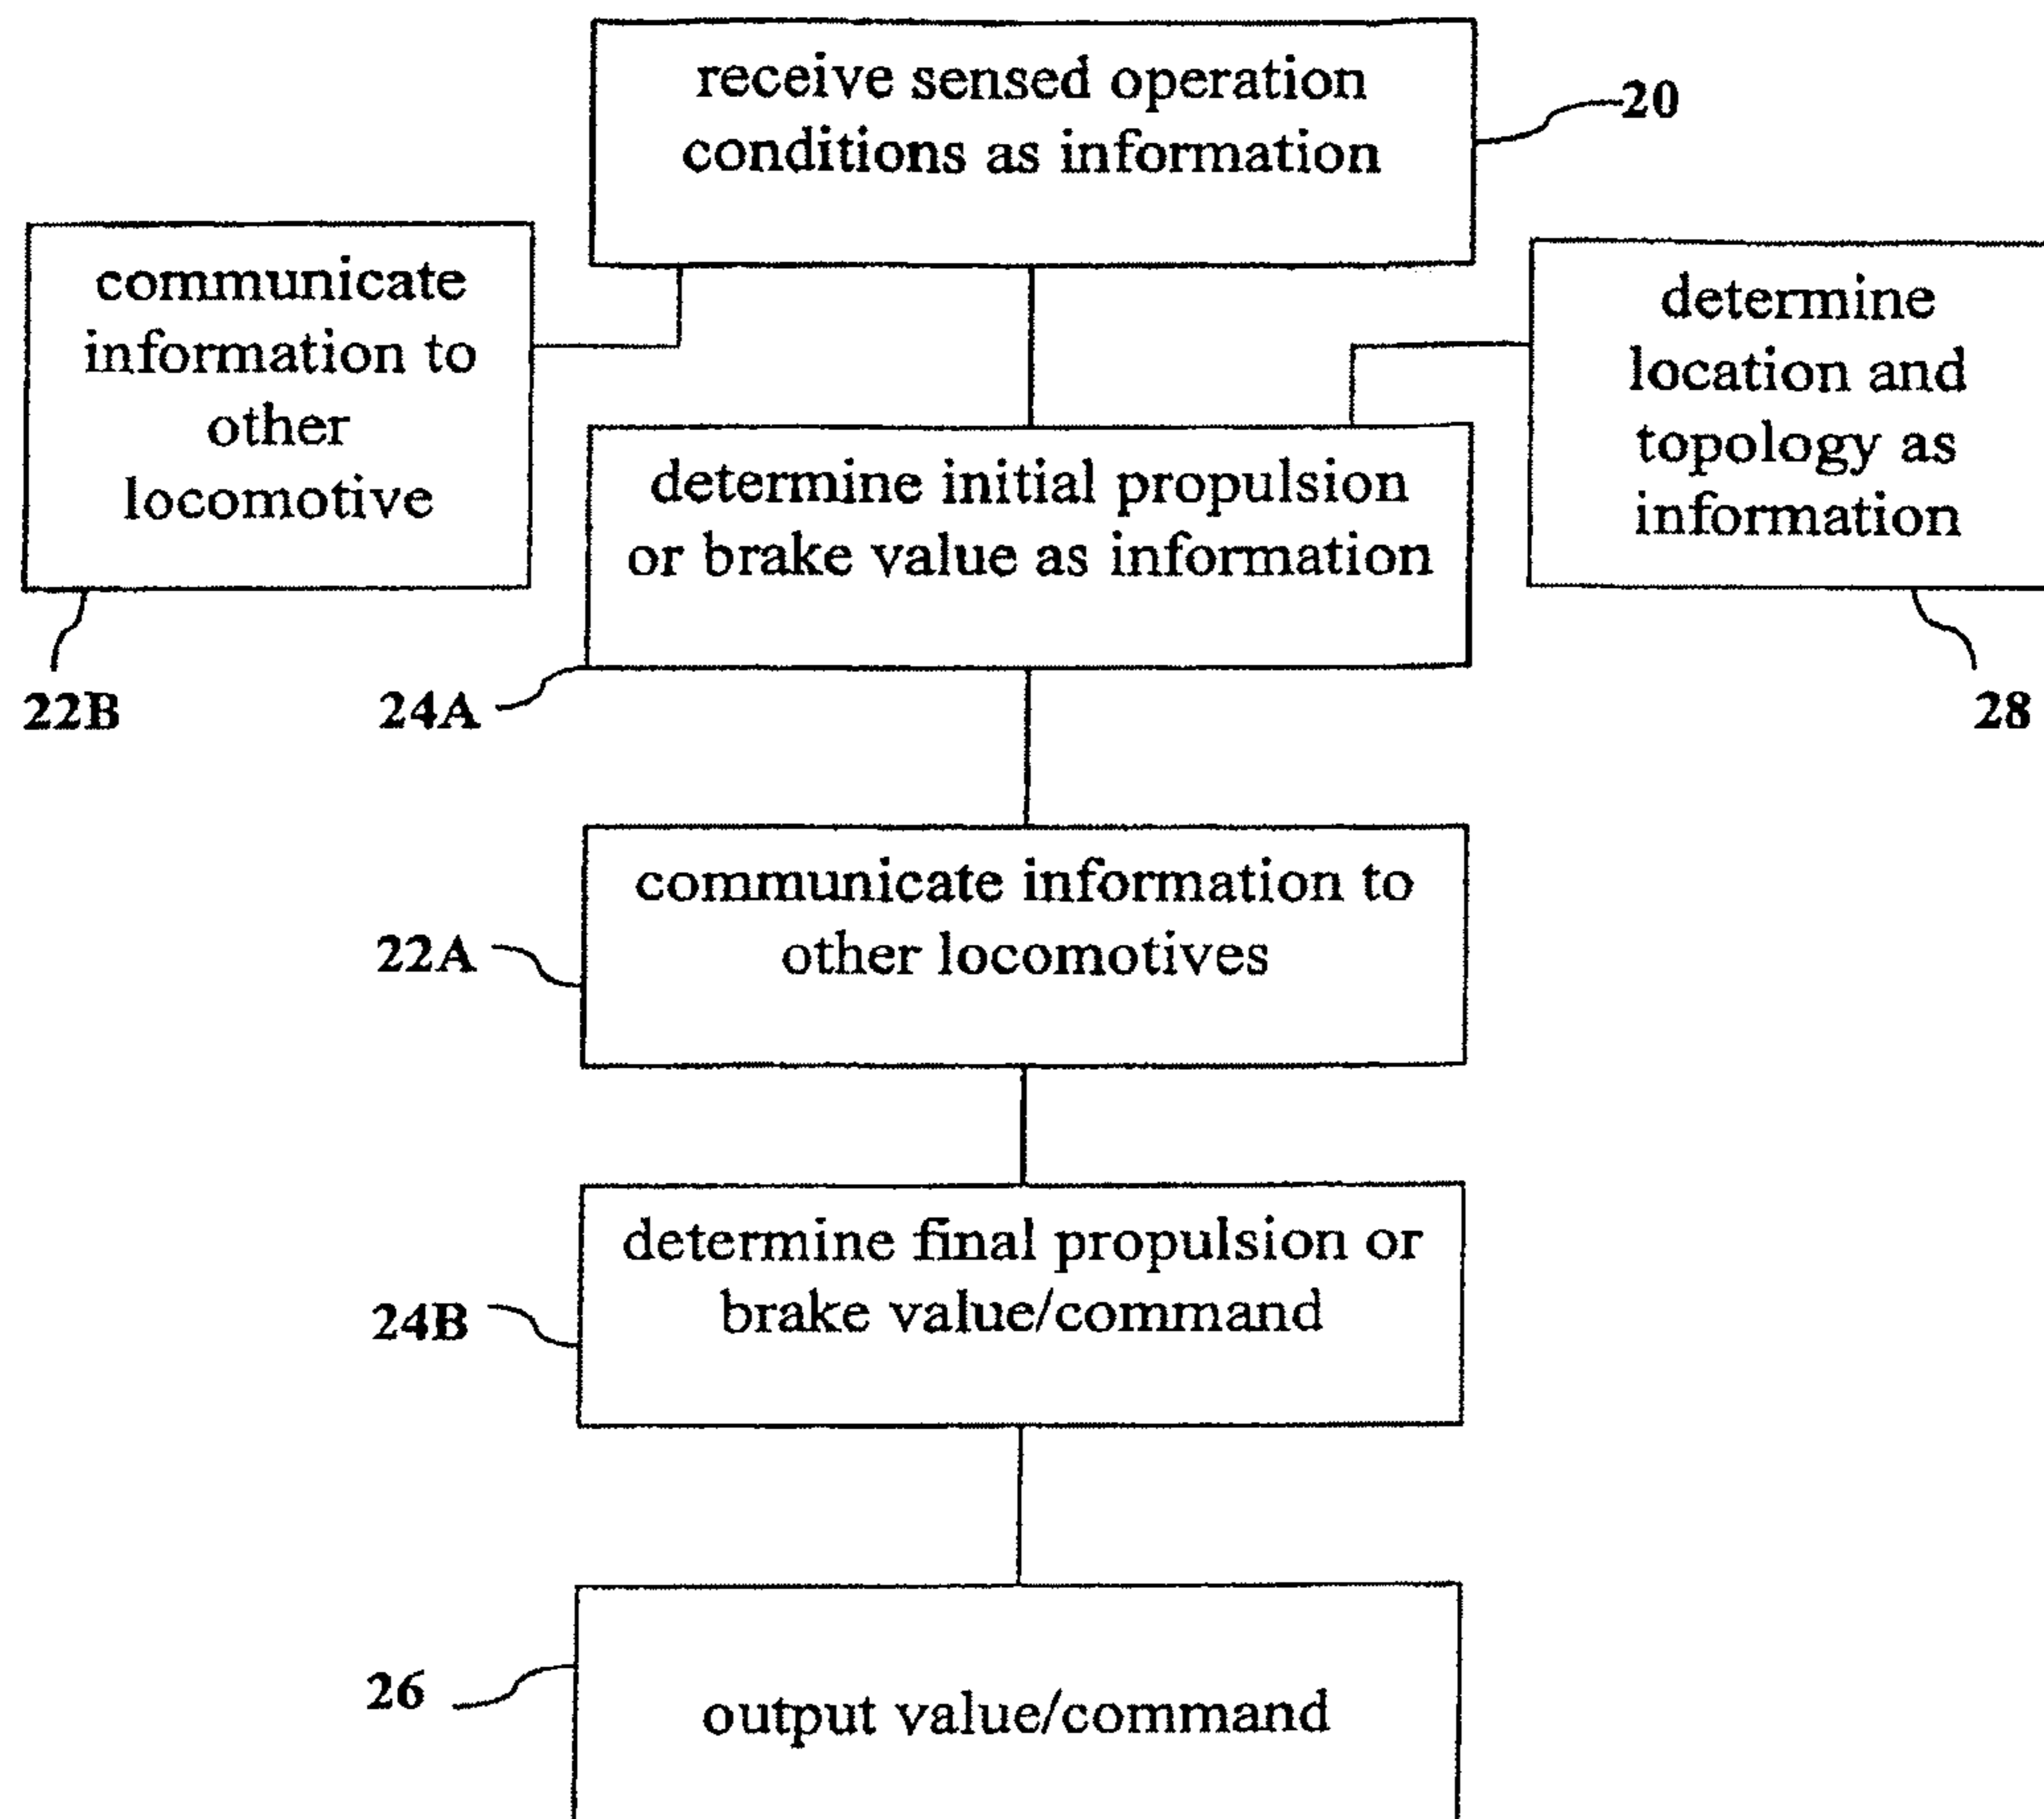 receive sensed operation
conditions as information
20
communicate
information to
other
locomotive
22B
determine initial propulsion
or brake value as information
24A
determine
location and
topology as
information
28
communicate information to
other locomotives
22A
determine final propulsion or
brake value/command
24B
output value/command
26